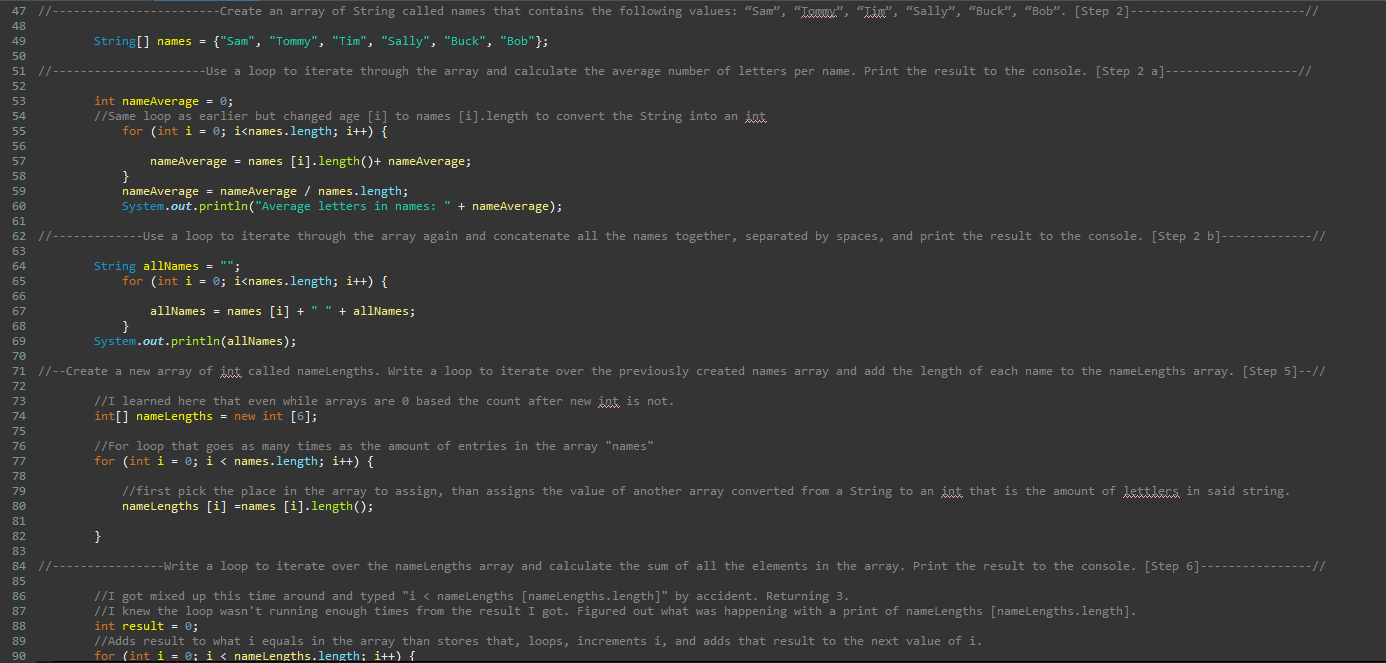 47 //------------------------Create an array of String called names that contains the following values: “Sam”, “Tommy”, “Tim”, “Sally”, “Buck”, “Bob”. [Step 2]-------------------------//
48
49 String[] names = {"Sam", "Tommy", "Tim", "Sally", "Buck", "Bob"};
50
51 //----------------------Use a loop to iterate through the array and calculate the average number of letters per name. Print the result to the console. [Step 2 a]-------------------//
52
53 int nameAverage = 0;
54 //Same loop as earlier but changed age [i] to names [i].length to convert the String into an int
55 for (int i = 0; i<names.length; i++) {
56
57 nameAverage = names [i].length()+ nameAverage;
58 }
59 nameAverage = nameAverage / names.length;
60 System.out.println("Average letters in names: " + nameAverage);
61
62 //-------------Use a loop to iterate through the array again and concatenate all the names together, separated by spaces, and print the result to the console. [Step 2 b]-------------//
63
64 String allNames = "";
65 for (int i = 0; i<names.length; i++) {
66
67 allNames = names [i] + " " + allNames;
68 }
69 System.out.println(allNames);
70
71 //--Create a new array of int called nameLengths. Write a loop to iterate over the previously created names array and add the length of each name to the nameLengths array. [Step 5]--//
72
73 //I learned here that even while arrays are 0 based the count after new int is not.
74 int[] nameLengths = new int [6];
75
76 //For loop that goes as many times as the amount of entries in the array "names"
77 for (int i = 0; i < names.length; i++) {
78
79 //first pick the place in the array to assign, than assigns the value of another array converted from a String to an int that is the amount of lettlers in said string.
80 nameLengths [i] =names [i].length();
81
82 }
83
84 //----------------Write a loop to iterate over the nameLengths array and calculate the sum of all the elements in the array. Print the result to the console. [Step 6]----------------//
85
86 //I got mixed up this time around and typed "i < nameLengths [nameLengths.length]" by accident. Returning 3.
87 //I knew the loop wasn't running enough times from the result I got. Figured out what was happening with a print of nameLengths [nameLengths.length].
88 int result = 0;
89 //Adds result to what i equals in the array than stores that, loops, increments i, and adds that result to the next value of i.
90 for (int i = 0; i < nameLengths.length; i++) {